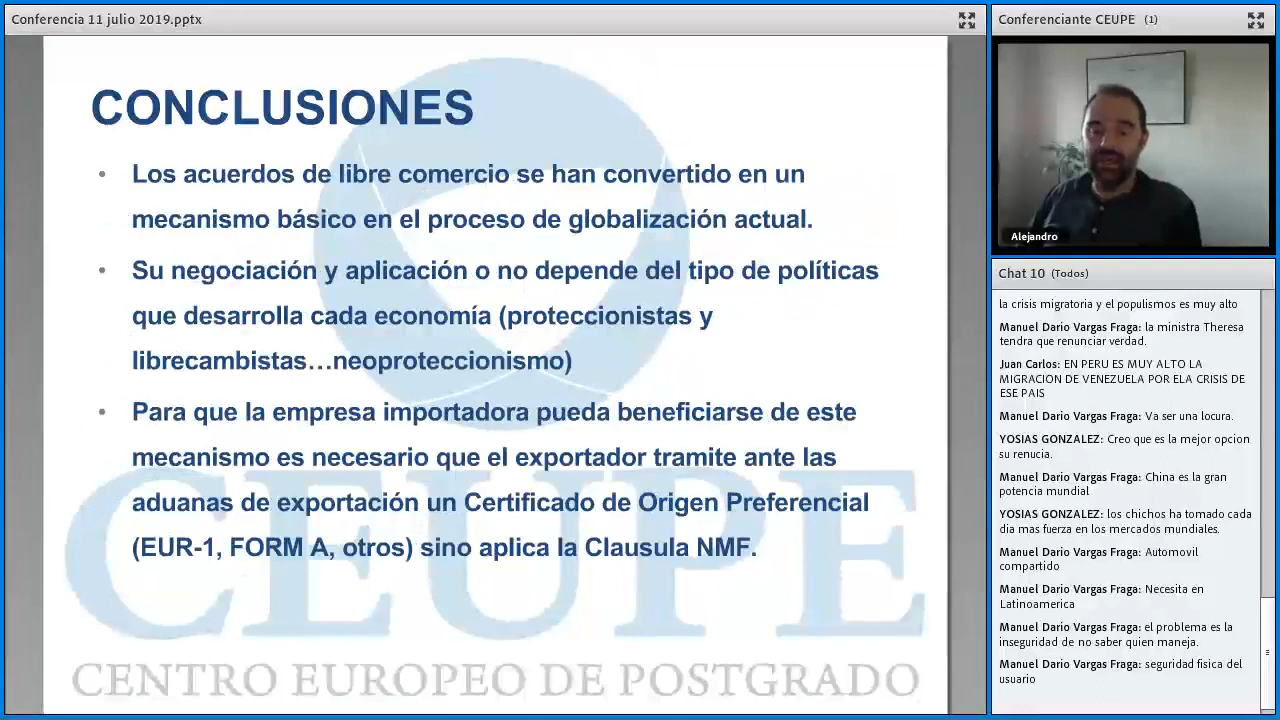 Conferencia 11 julio 2019.pptx
CONCLUSIONES
• Los acuerdos de libre comercio se han convertido en un
mecanismo básico en el proceso de globalización actual.
• Su negociación y aplicación o no depende del tipo de políticas
que desarrolla cada economía (proteccionistas y
librecambistas…neoproteccionismo)
• Para que la empresa importadora pueda beneficiarse de este
mecanismo es necesario que el exportador tramite ante las
aduanas de exportación un Certificado de Origen Preferencial
(EUR-1, FORM A, otros) sino aplica la Clausula NMF.
CEUPE
CENTRO EUROPEO DE POSTGRADO
Conferenciante CEUPE (1)
Alejandro
Chat 10 (Todos)
la crisis migratoria y el populismos es muy alto
Manuel Dario Vargas Fraga: la ministra Theresa
tendra que renunciar verdad.
Juan Carlos: EN PERU ES MUY ALTO LA
MIGRACION DE VENEZUELA POR ELA CRISIS DE
ESE PAIS
Manuel Dario Vargas Fraga: Va ser una locura.
YOSIAS GONZALEZ: Creo que es la mejor opcion
su renucia.
Manuel Dario Vargas Fraga: China es la gran
potencia mundial
YOSIAS GONZALEZ: los chichos ha tomado cada
dia mas fuerza en los mercados mundiales.
Manuel Dario Vargas Fraga: Automovil
compartido
Manuel Dario Vargas Fraga: Necesita en
Latinoamerica
Manuel Dario Vargas Fraga: el problema es la
inseguridad de no saber quien maneja.
Manuel Dario Vargas Fraga: seguridad fisica del
usuario